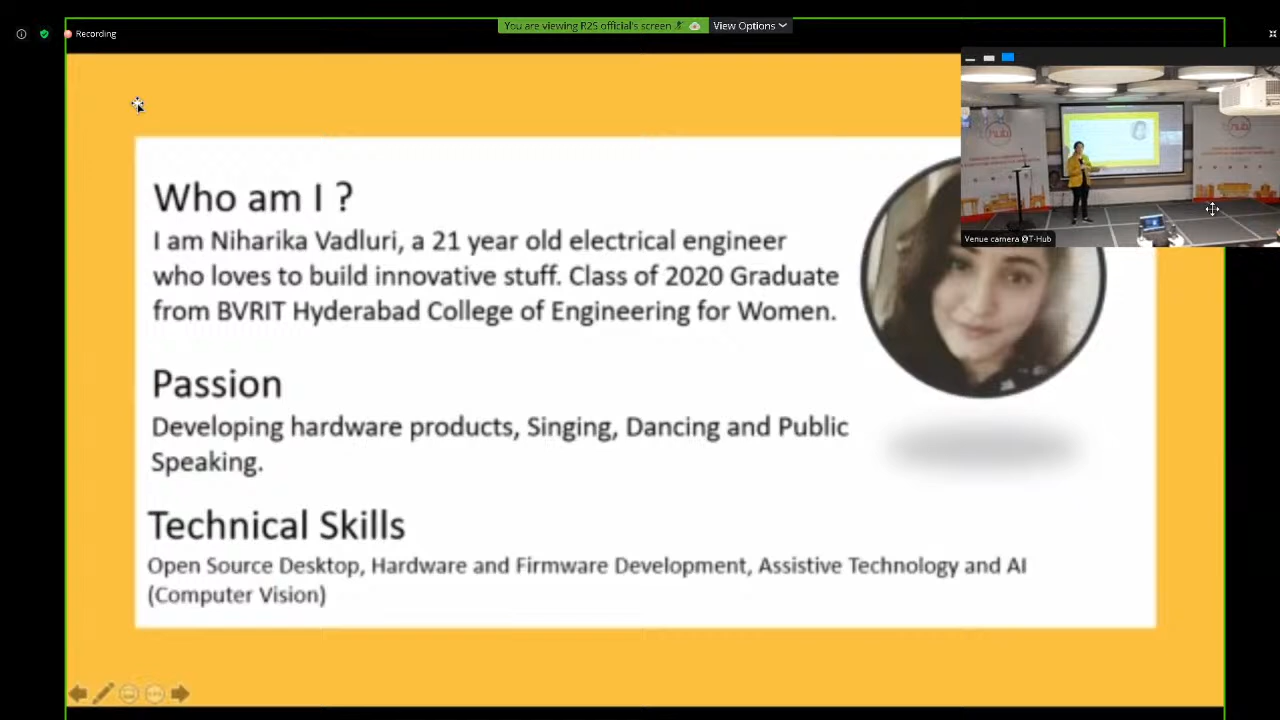 You are viewing R2S official's screen
View Options
Recording
Who am I ?
I am Niharika Vadluri, a 21 year old electrical engineer
who loves to build innovative stuff. Class of 2020 Graduate
from BVRIT Hyderabad College of Engineering for Women.
Passion
Developing hardware products, Singing, Dancing and Public
Speaking.
Technical Skills
Open Source Desktop, Hardware and Firmware Development, Assistive Technology and AI
(Computer Vision)
hub
hub
Venue camera @T-Hub